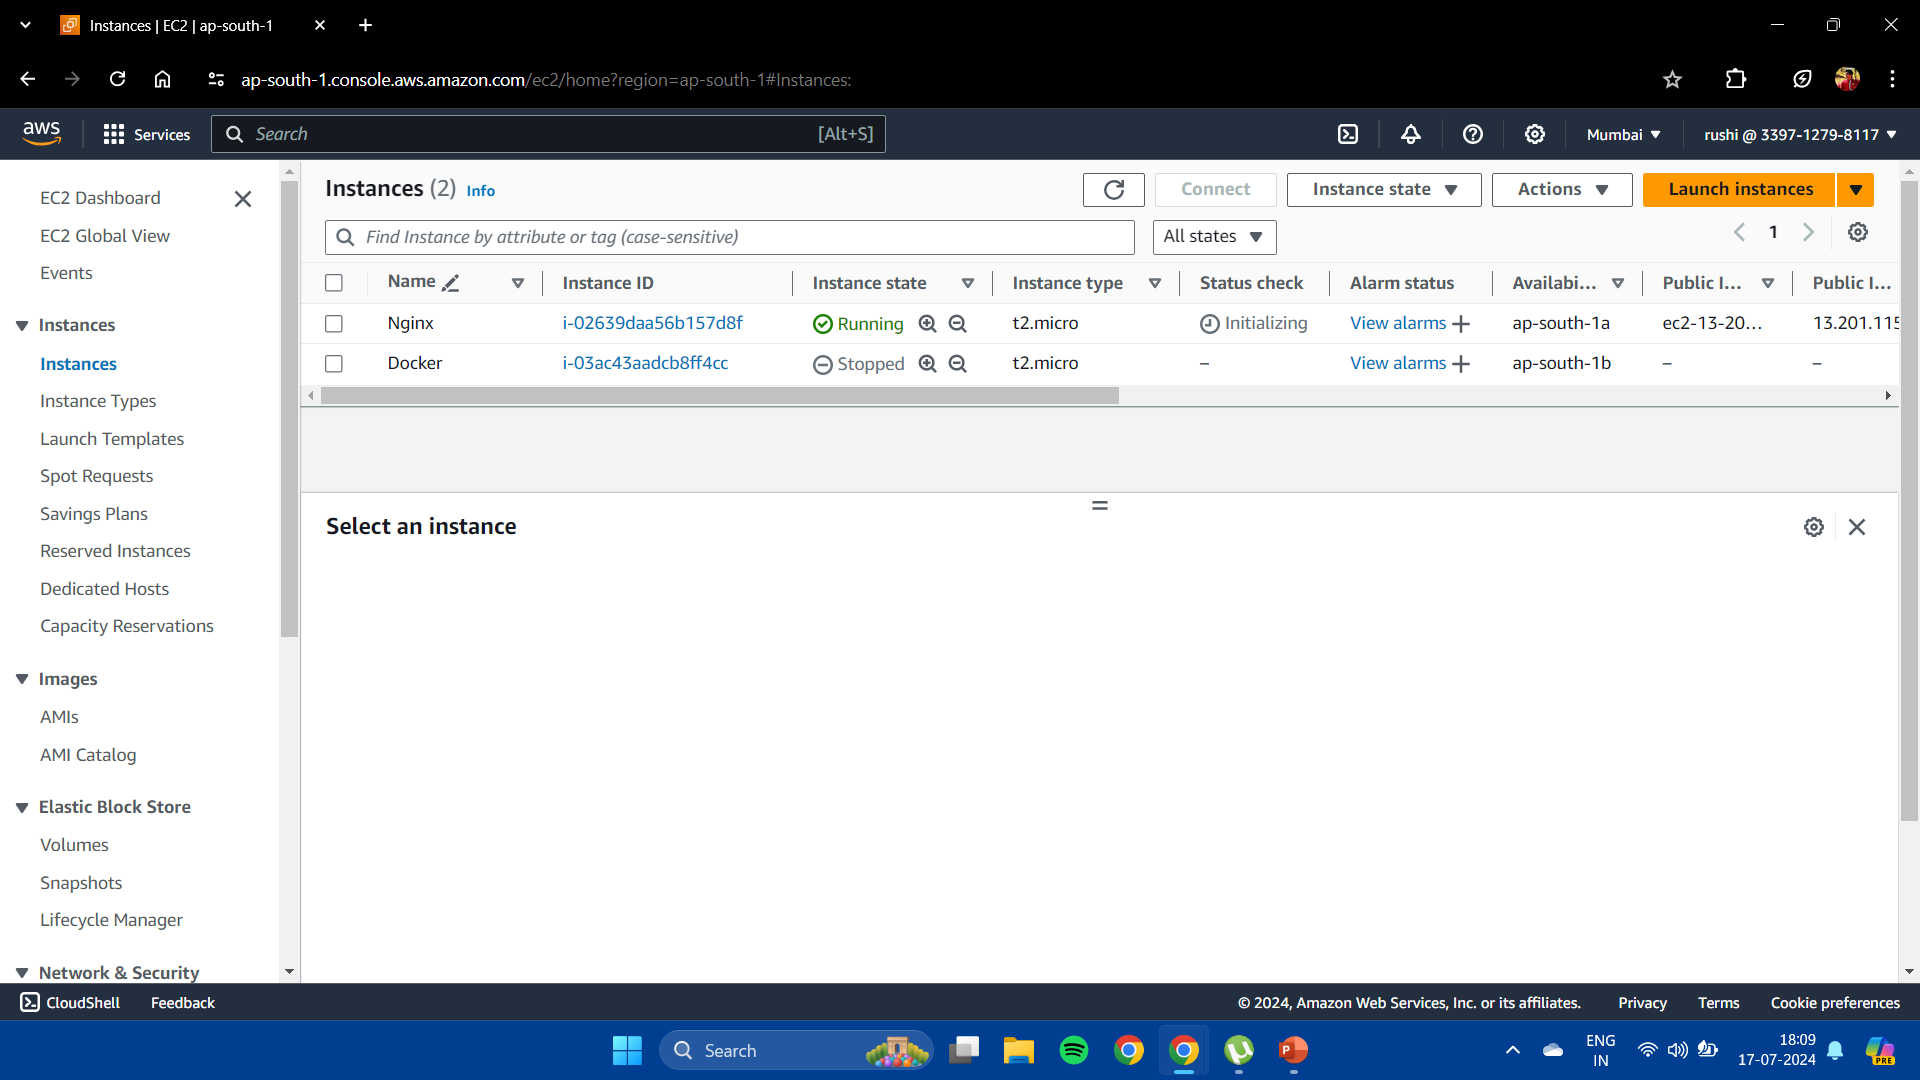 Instances | EC2 | ap-south-1
ap-south-1.console.aws.amazon.com/ec2/home?region=ap-south-1#Instances:
aws Services Search [Alt+S] Mumbai rushi @ 3397-1279-8117
EC2 Dashboard
EC2 Global View
Events
Instances
Instances
Instance Types
Launch Templates
Spot Requests
Savings Plans
Reserved Instances
Dedicated Hosts
Capacity Reservations
Images
AMIs
AMI Catalog
Elastic Block Store
Volumes
Snapshots
Lifecycle Manager
Network & Security
Instances (2) Info Connect Instance state Actions Launch instances
Find Instance by attribute or tag (case-sensitive) All states 1
Name Instance ID Instance state Instance type Status check Alarm status Availabi... Public I... Public I...
Nginx i-02639daa56b157d8f Running t2.micro Initializing View alarms + ap-south-1a ec2-13-20... 13.201.115
Docker i-03ac43aadcb8ff4cc Stopped t2.micro – View alarms + ap-south-1b – –
Select an instance
CloudShell Feedback © 2024, Amazon Web Services, Inc. or its affiliates. Privacy Terms Cookie preferences
Search ENG 18:09
IN 17-07-2024 PRE